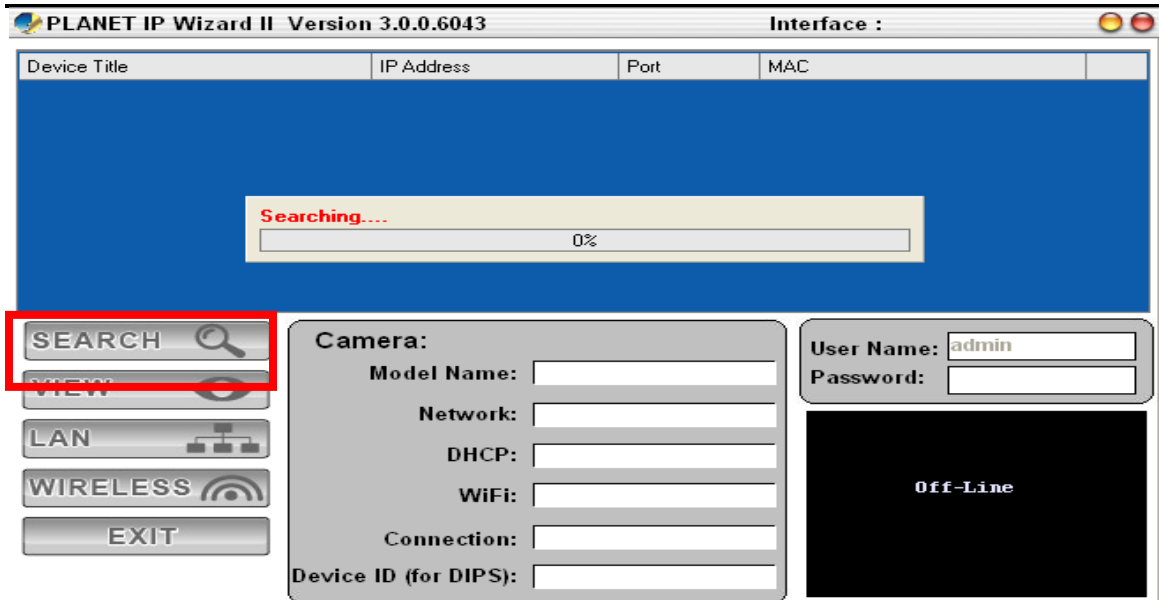 PLANET IP Wizard II Version 3.0.0.6043 Interface :
Device Title IP Address Port MAC
Searching....
0%
SEARCH
VIEW
LAN
WIRELESS
EXIT
Camera:
Model Name:
Network:
DHCP:
WiFi:
Connection:
Device ID (for DIPS):
User Name: admin
Password:
Off-Line